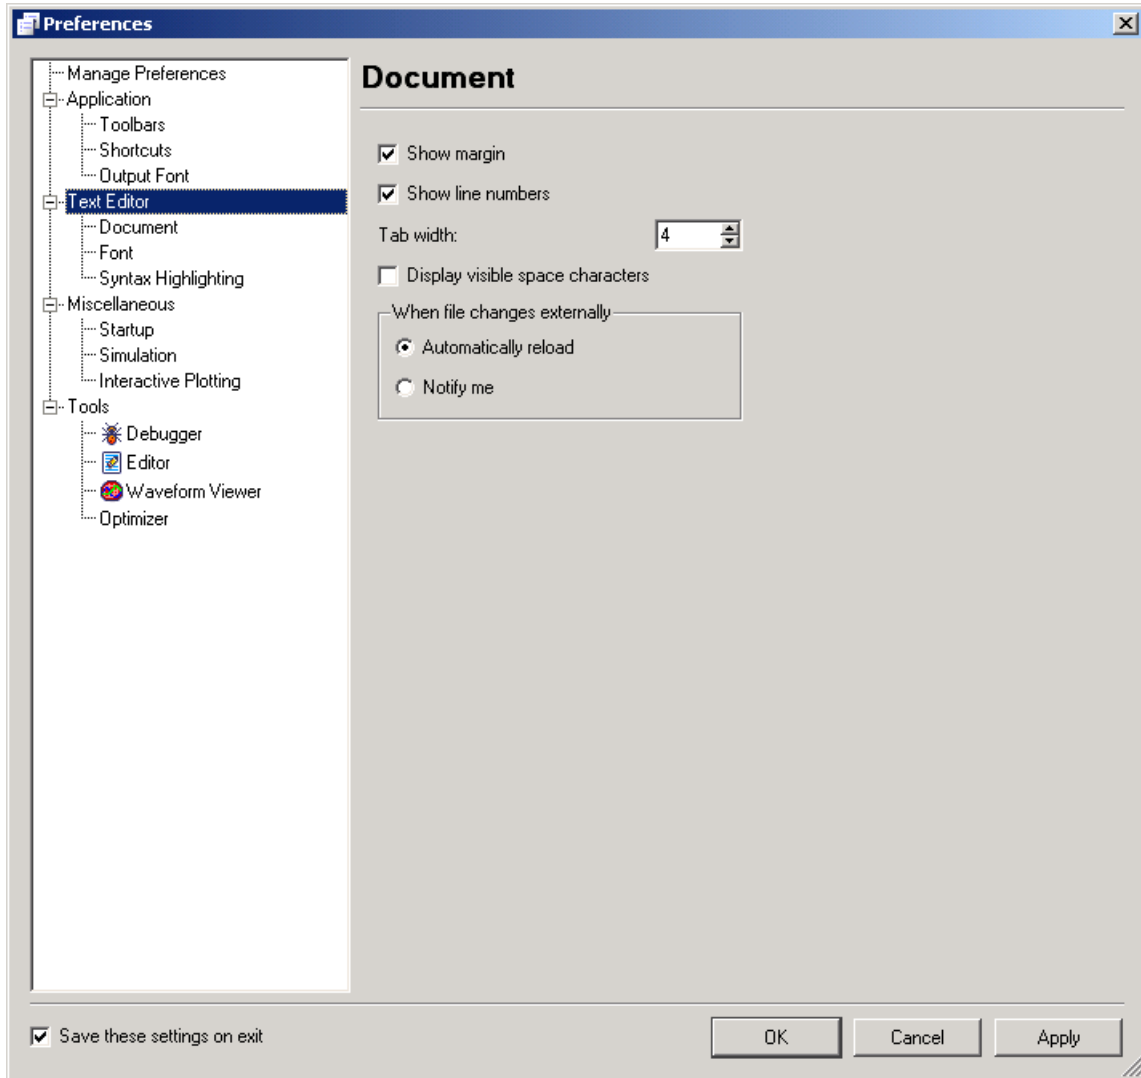 Preferences
Manage Preferences
Application
Toolbars
Shortcuts
Output Font
Text Editor
Document
Font
Syntax Highlighting
Miscellaneous
Startup
Simulation
Interactive Plotting
Tools
Debugger
Editor
Waveform Viewer
Optimizer
Document
Show margin
Show line numbers
Tab width: 4
Display visible space characters
When file changes externally
Automatically reload
Notify me
Save these settings on exit
OK Cancel Apply